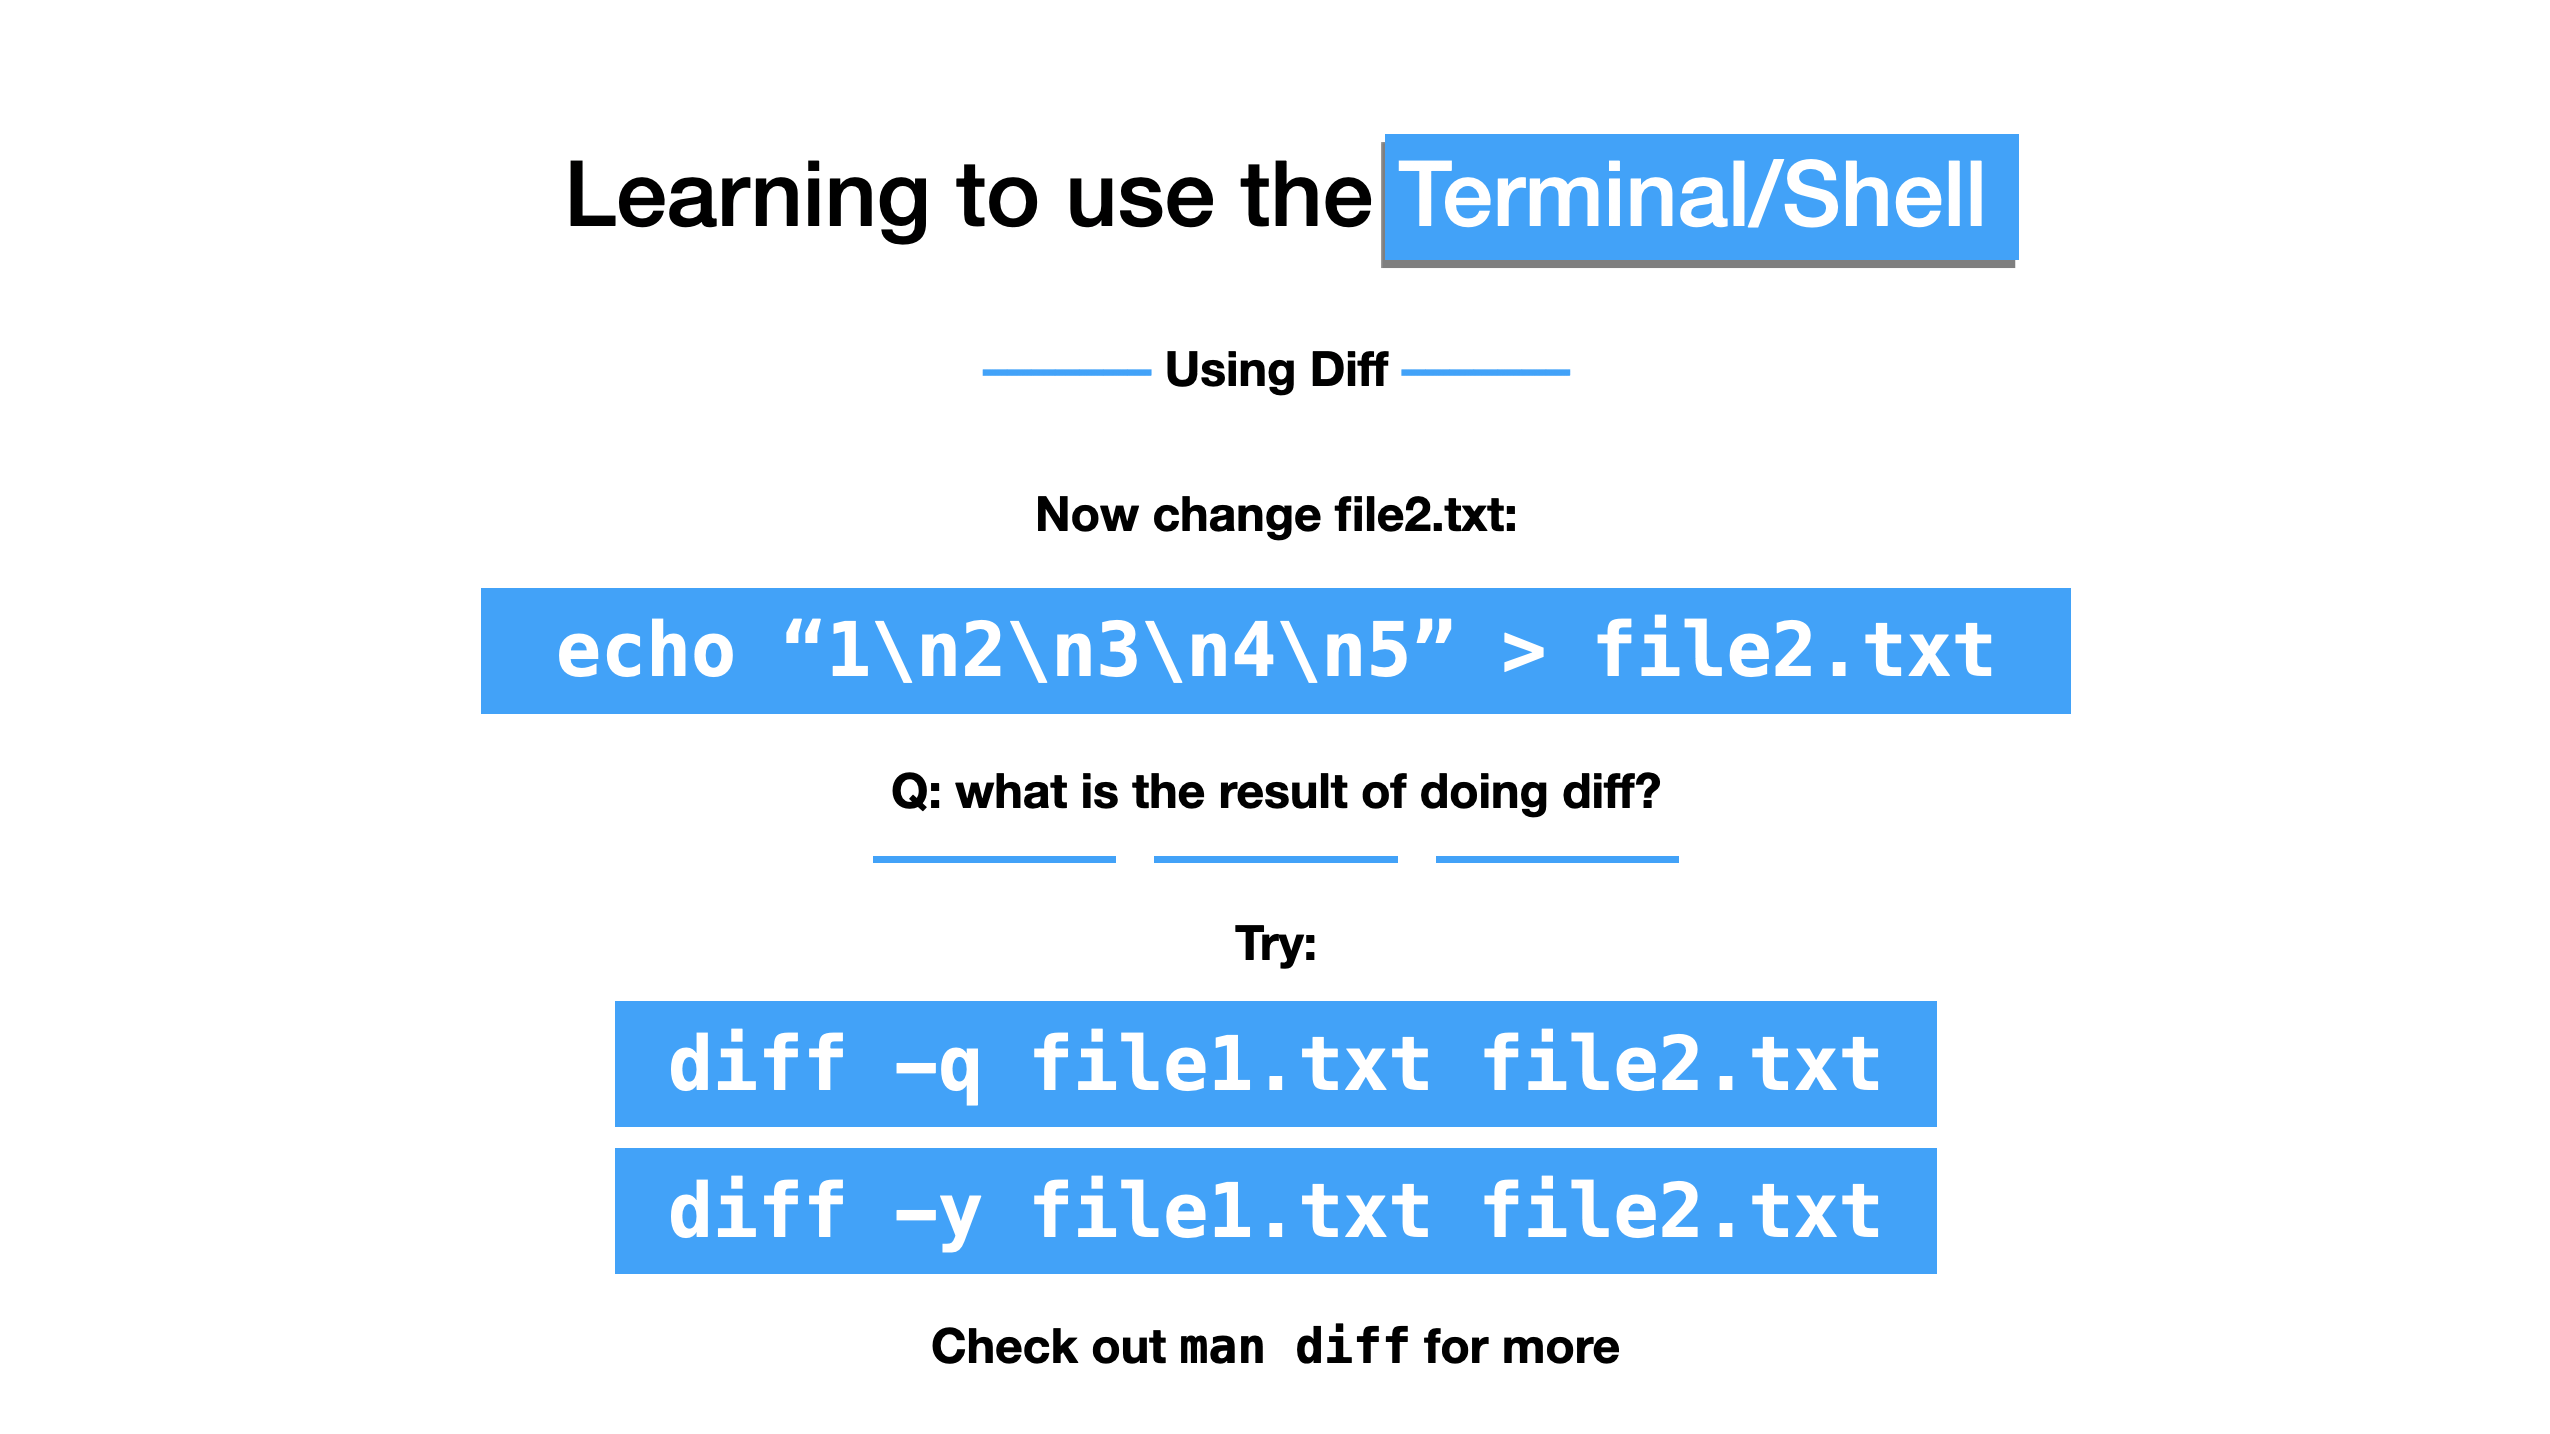 Learning to use the Terminal/Shell
Using Diff
Now change file2.txt:
echo “1\n2\n3\n4\n5” > file2.txt
Q: what is the result of doing diff?
Try:
diff –q file1.txt file2.txt
diff –y file1.txt file2.txt
Check out man diff for more